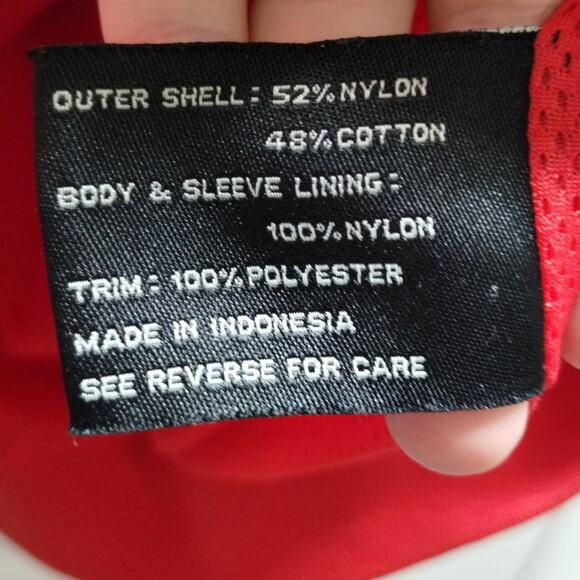 OUTER SHELL: 52% NYLON
48% COTTON
BODY & SLEEVE LINING:
100% NYLON
TRIM: 100% POLYESTER
MADE IN INDONESIA
SEE REVERSE FOR CARE